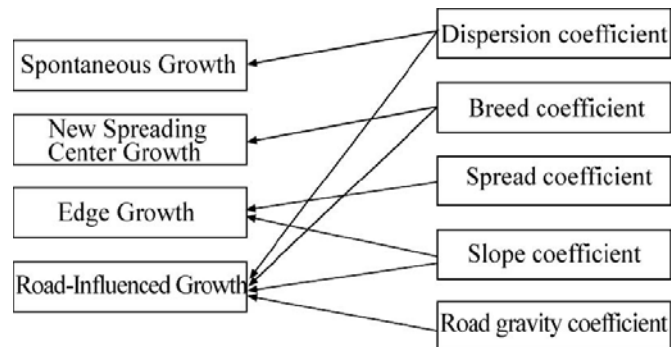 Spontaneous Growth
New Spreading
Center Growth
Edge Growth
Road-Influenced Growth
Dispersion coefficient
Breed coefficient
Spread coefficient
Slope coefficient
Road gravity coefficient